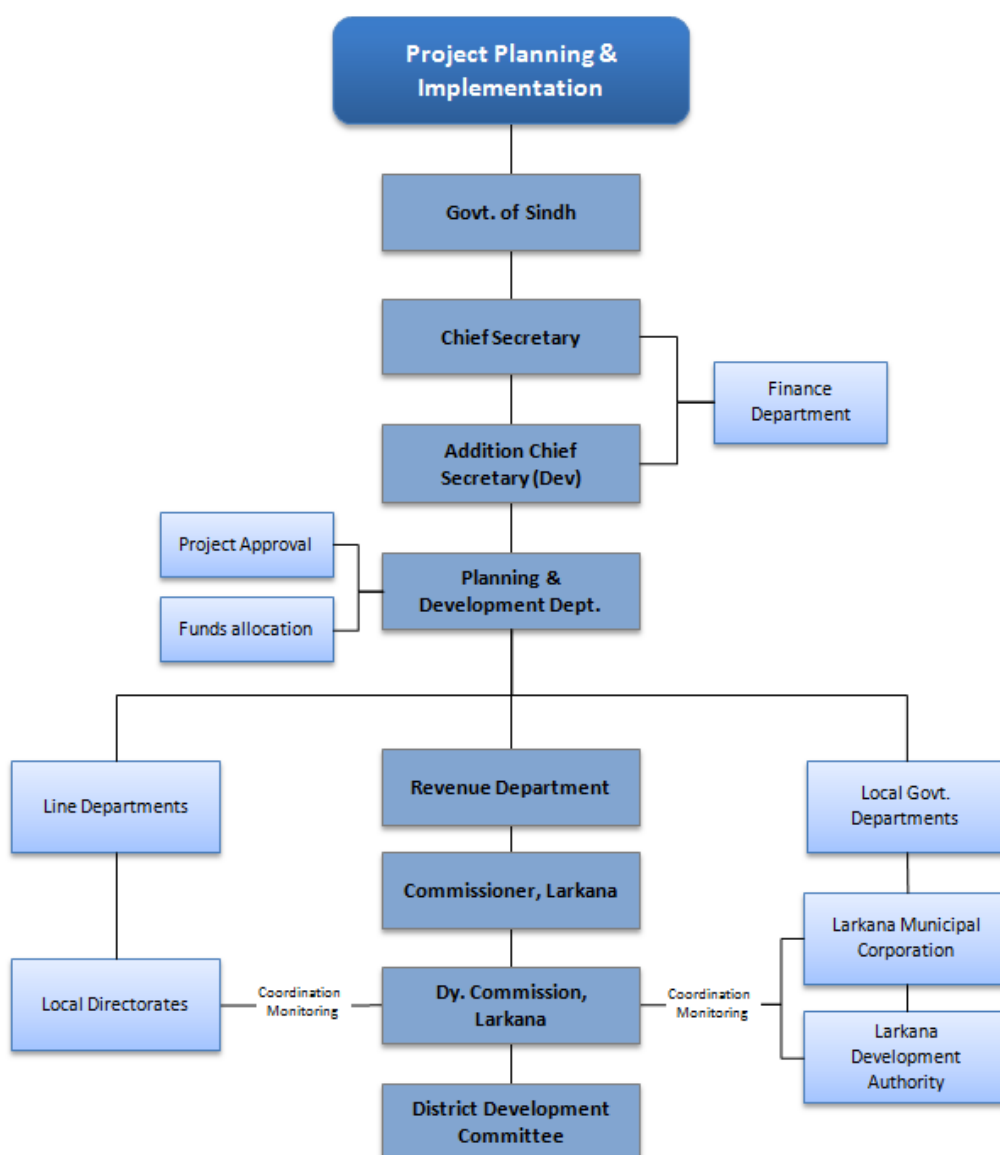 Project Planning &
Implementation
Govt. of Sindh
Chief Secretary
Finance
Department
Addition Chief
Secretary (Dev)
Project Approval
Planning &
Development Dept.
Funds allocation
Line Departments
Revenue Department
Local Govt.
Departments
Commissioner, Larkana
Larkana Municipal
Corporation
Local Directorates
Coordination
Monitoring
Dy. Commission,
Larkana
Coordination
Monitoring
Larkana
Development
Authority
District Development
Committee